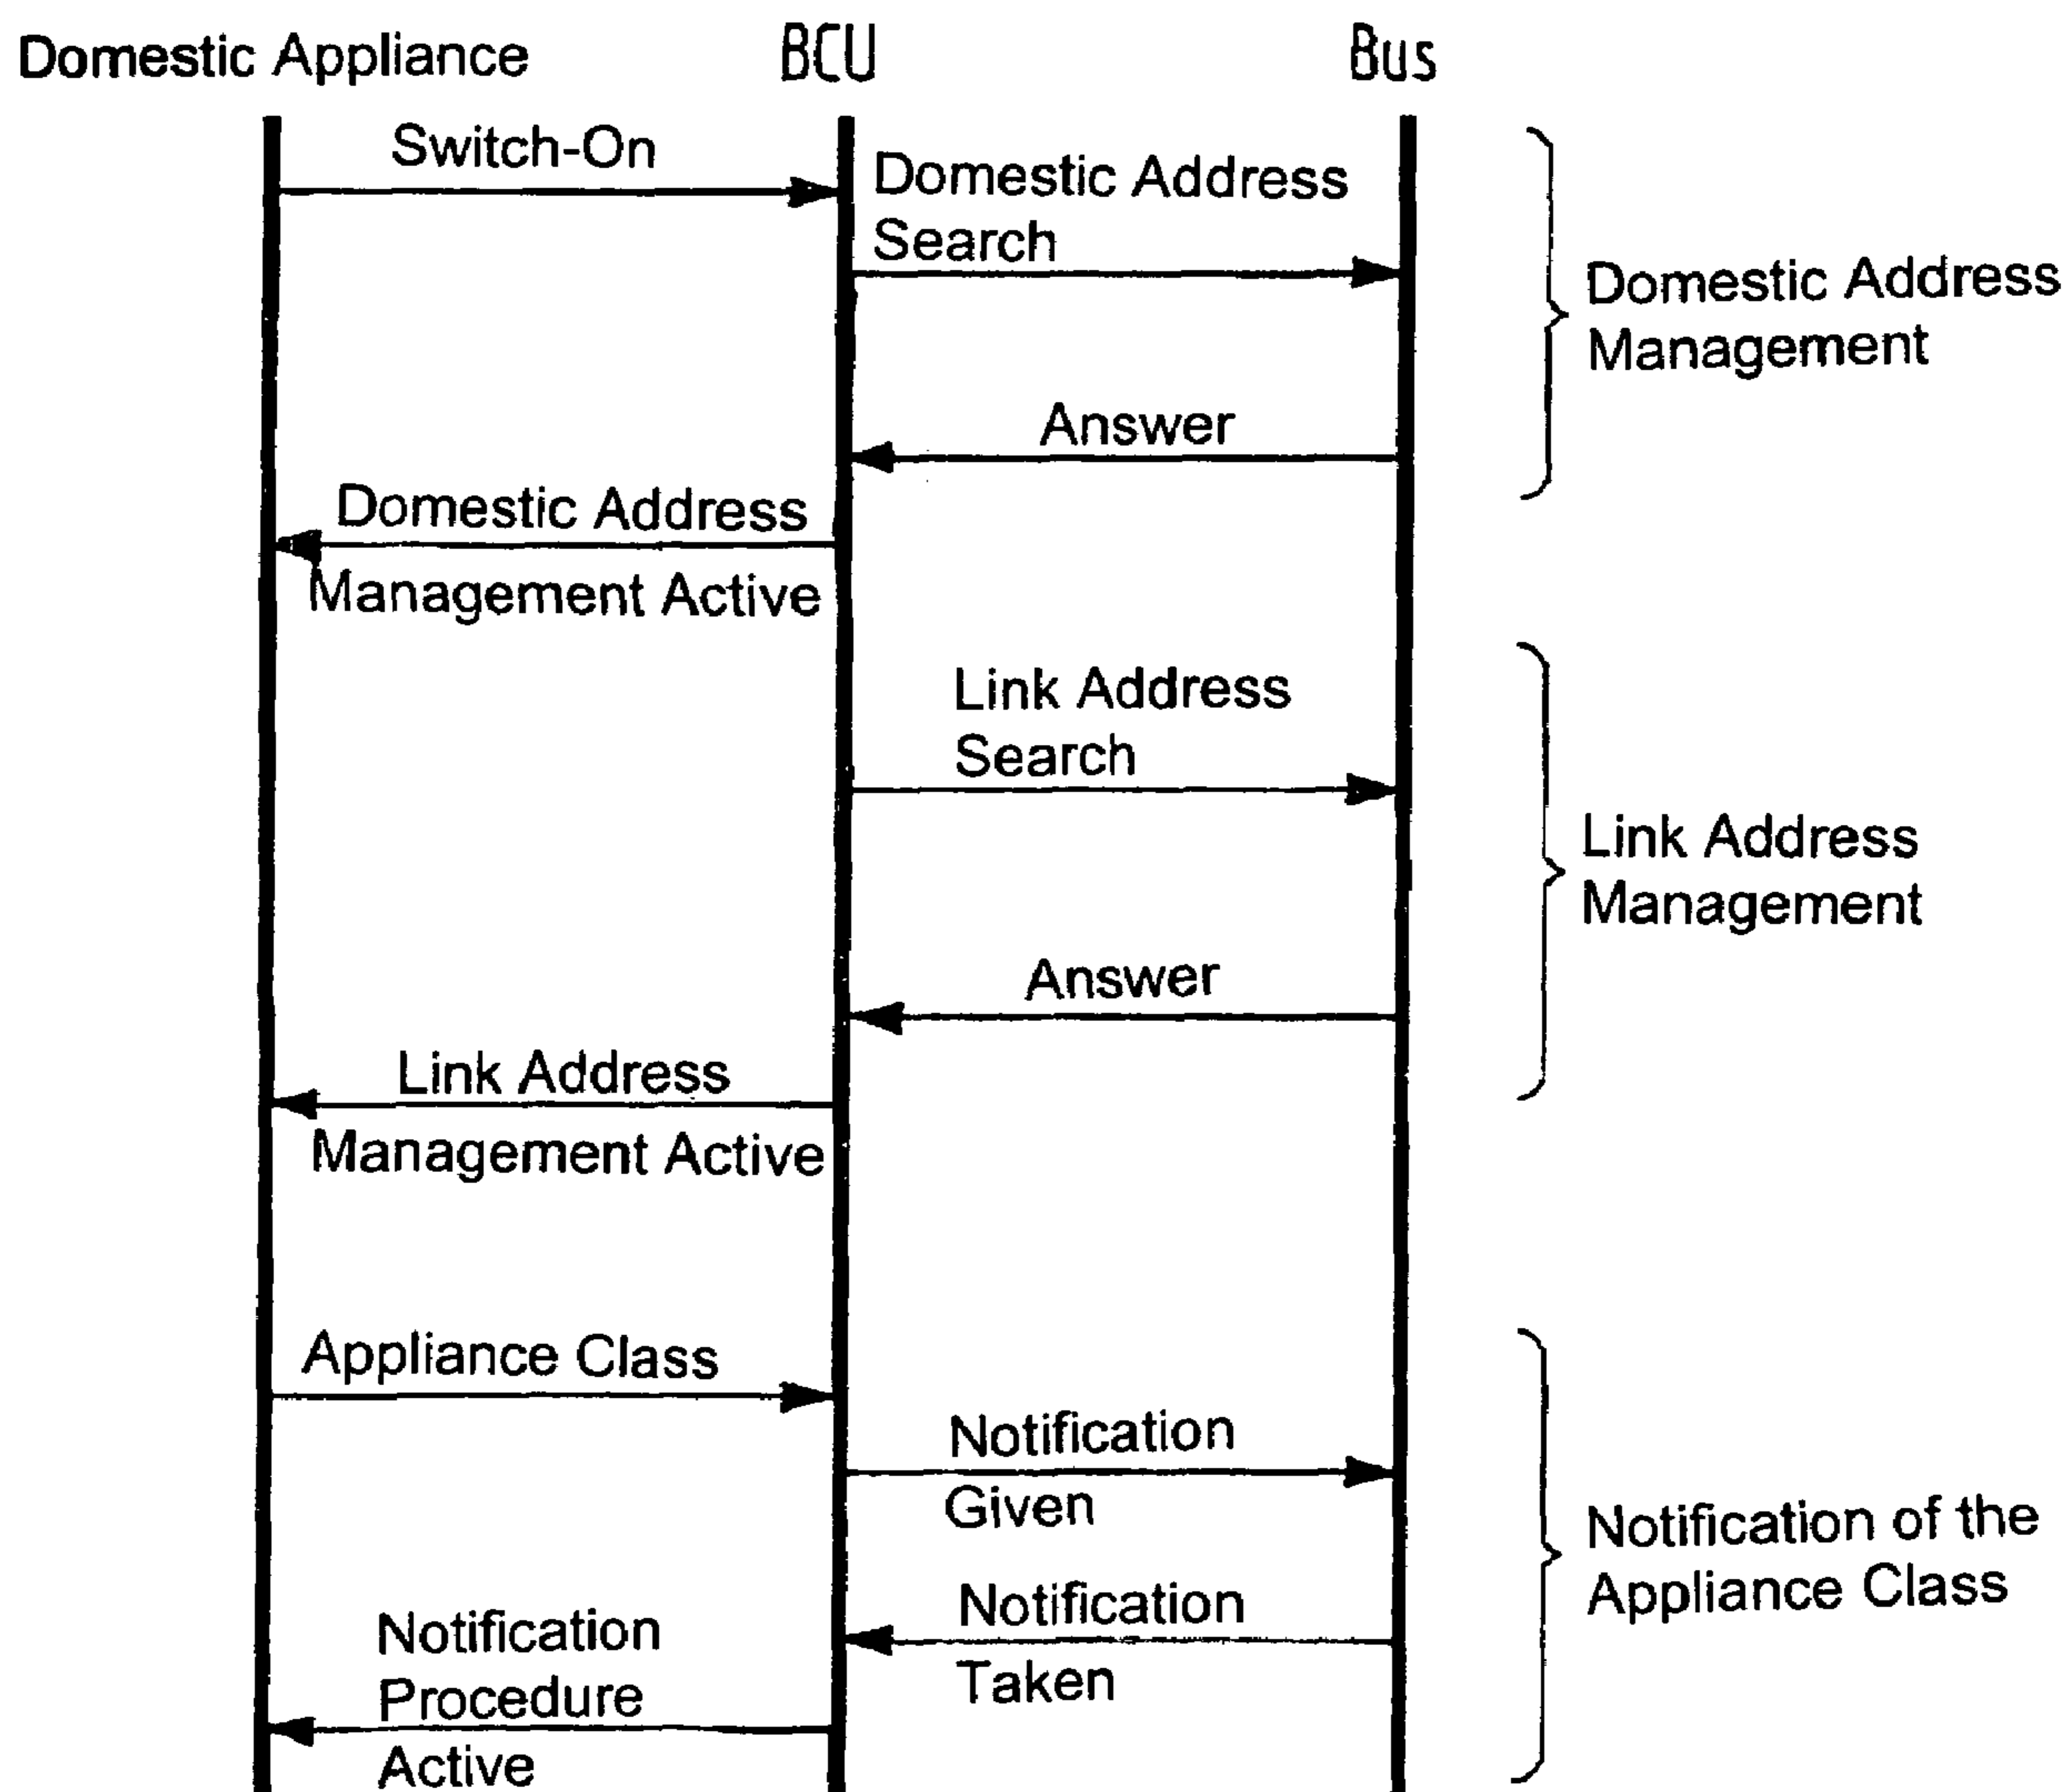 Domestic Appliance
BCU
Bus
Switch-On
Domestic Address
Search
Domestic Address
Management
Answer
Domestic Address
Management Active
Link Address
Search
Link Address
Management
Answer
Link Address
Management Active
Appliance Class
Notification
Given
Notification of the
Appliance Class
Notification
Taken
Notification
Procedure
Active